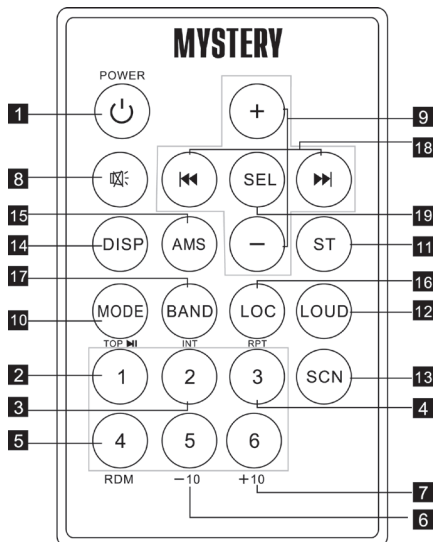 MYSTERY
POWER
1
+
9
18
8
SEL
19
15
14
DISP
AMS
−
ST
11
17
16
10
MODE
BAND
LOC
LOUD
12
TOP
INT
RPT
2
1
2
3
SCN
13
3
4
5
4
5
6
RDM
−10
+10
7
6